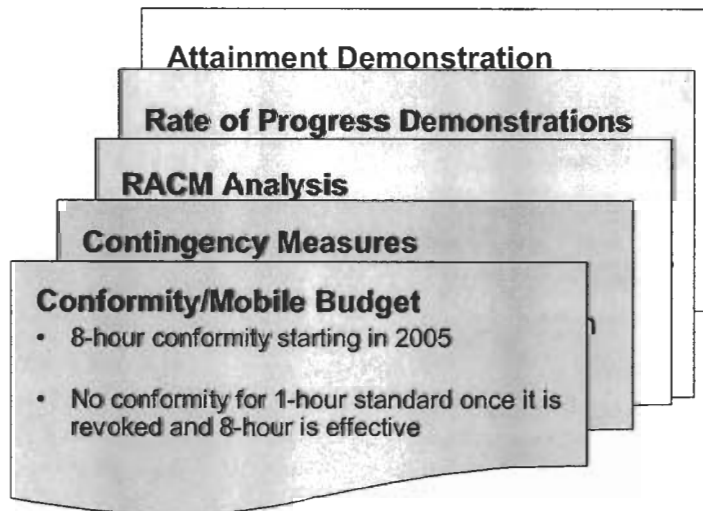 Attainment Demonstration
Rate of Progress Demonstrations
RACM Analysis
Contingency Measures
Conformity/Mobile Budget
• 8-hour conformity starting in 2005
• No conformity for 1-hour standard once it is
revoked and 8-hour is effective